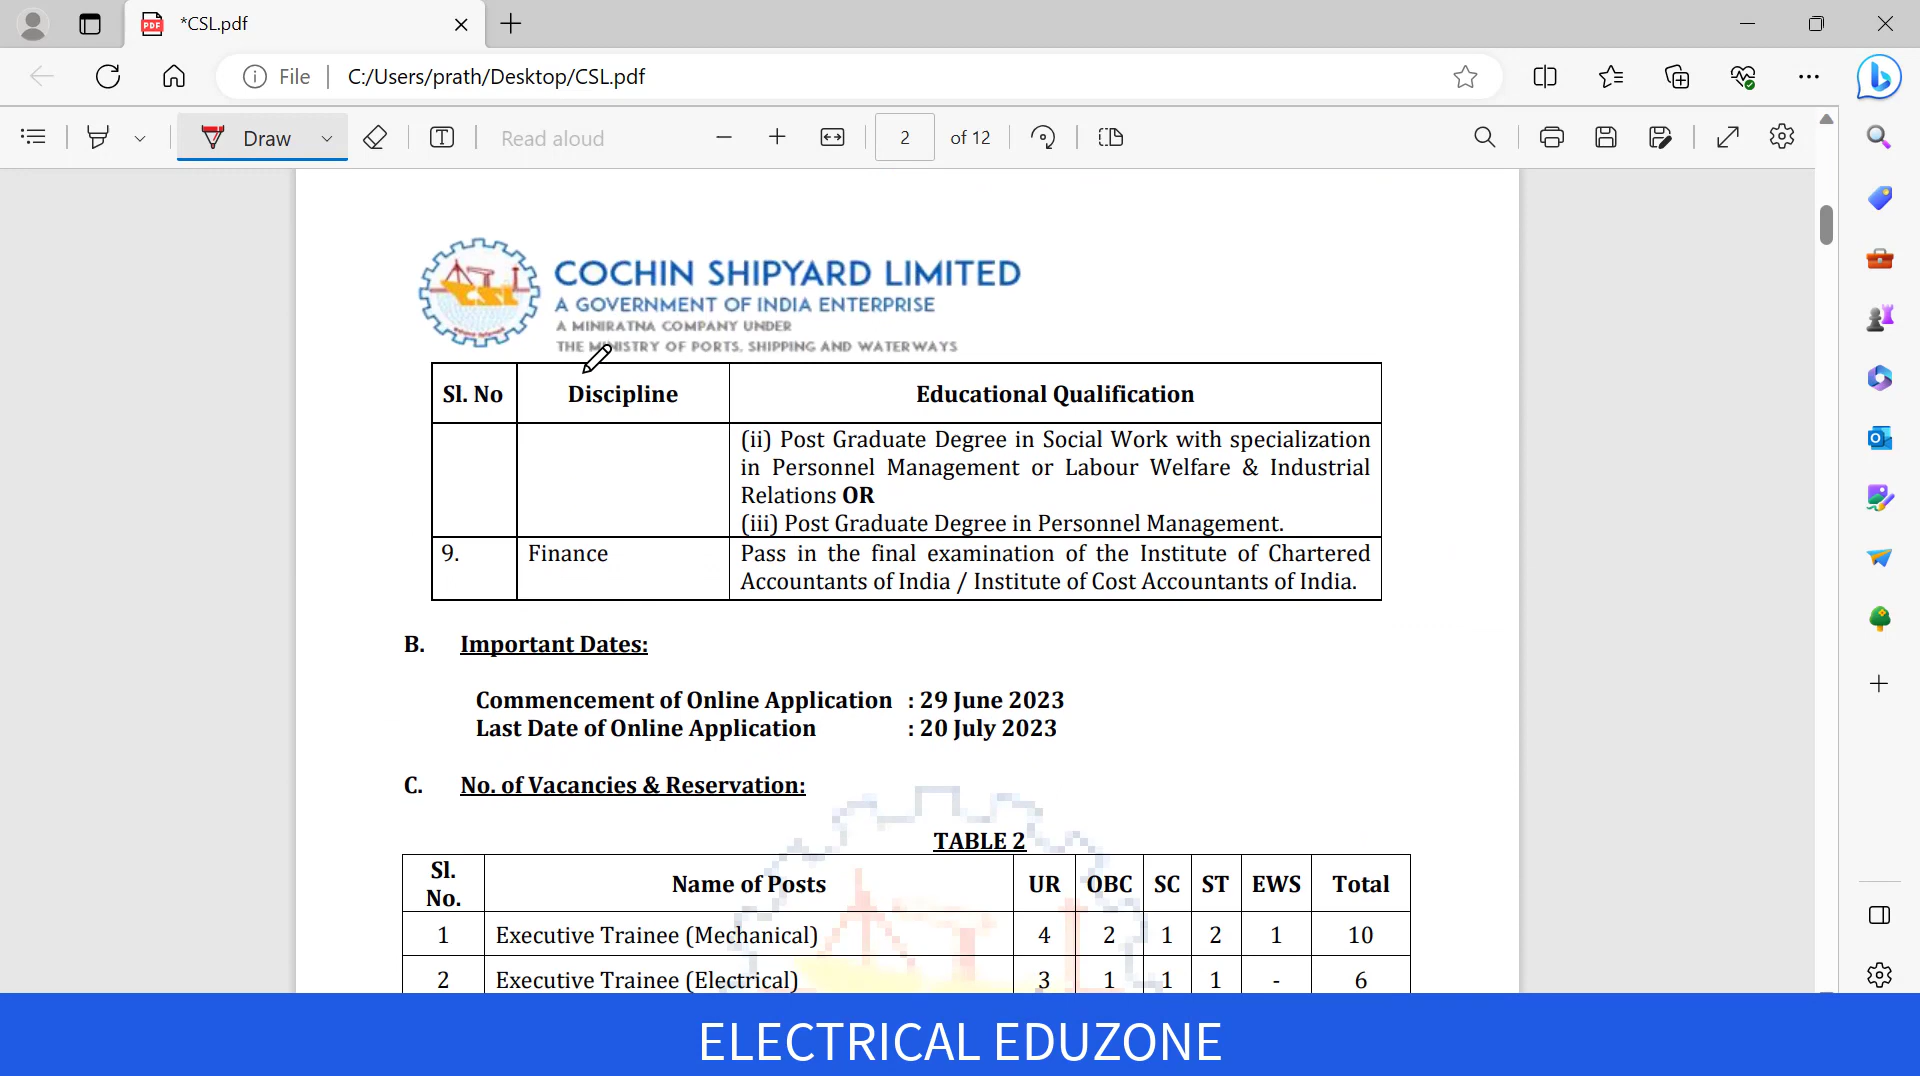 *CSL.pdf
File
C:/Users/prath/Desktop/CSL.pdf
Draw
Read aloud
2
of 12
COCHIN SHIPYARD LIMITED
A GOVERNMENT OF INDIA ENTERPRISE
A MINIRATNA COMPANY UNDER
THE MINISTRY OF PORTS, SHIPPING AND WATERWAYS
Sl. No Discipline Educational Qualification
(ii) Post Graduate Degree in Social Work with specialization
in Personnel Management or Labour Welfare & Industrial
Relations OR
(iii) Post Graduate Degree in Personnel Management.
9. Finance Pass in the final examination of the Institute of Chartered
Accountants of India / Institute of Cost Accountants of India.
B. Important Dates:
Commencement of Online Application : 29 June 2023
Last Date of Online Application : 20 July 2023
C. No. of Vacancies & Reservation:
TABLE 2
Sl. No. Name of Posts UR OBC SC ST EWS Total
1 Executive Trainee (Mechanical) 4 2 1 2 1 10
2 Executive Trainee (Electrical) 3 1 1 1 - 6
ELECTRICAL EDUZONE